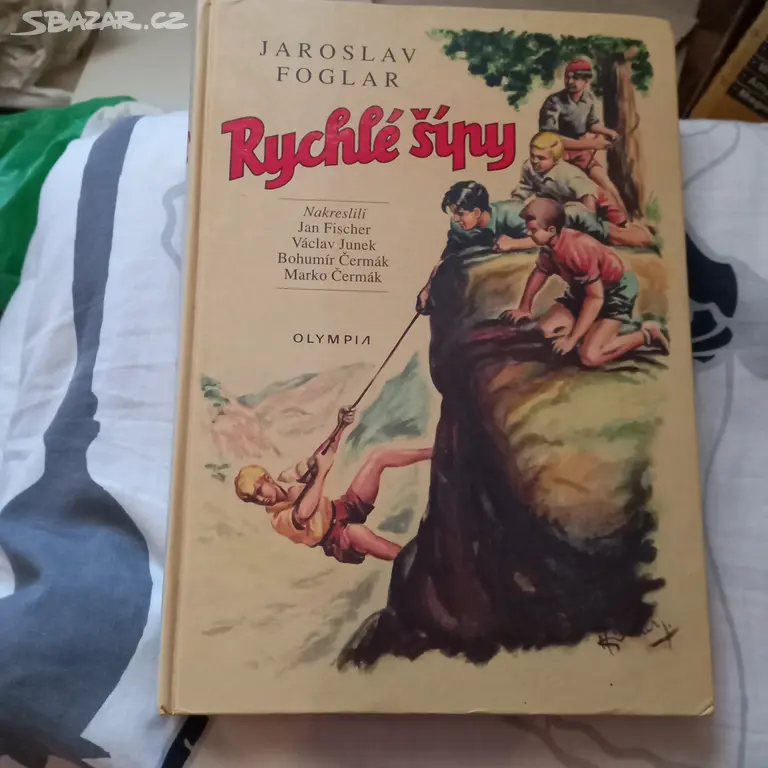 SBAZAR.CZ
JAROSLAV
FOGLAR
Rychlé šípy
Nakreslili
Jan Fischer
Václav Junek
Bohumír Čermák
Marko Čermák
OLYMPIA